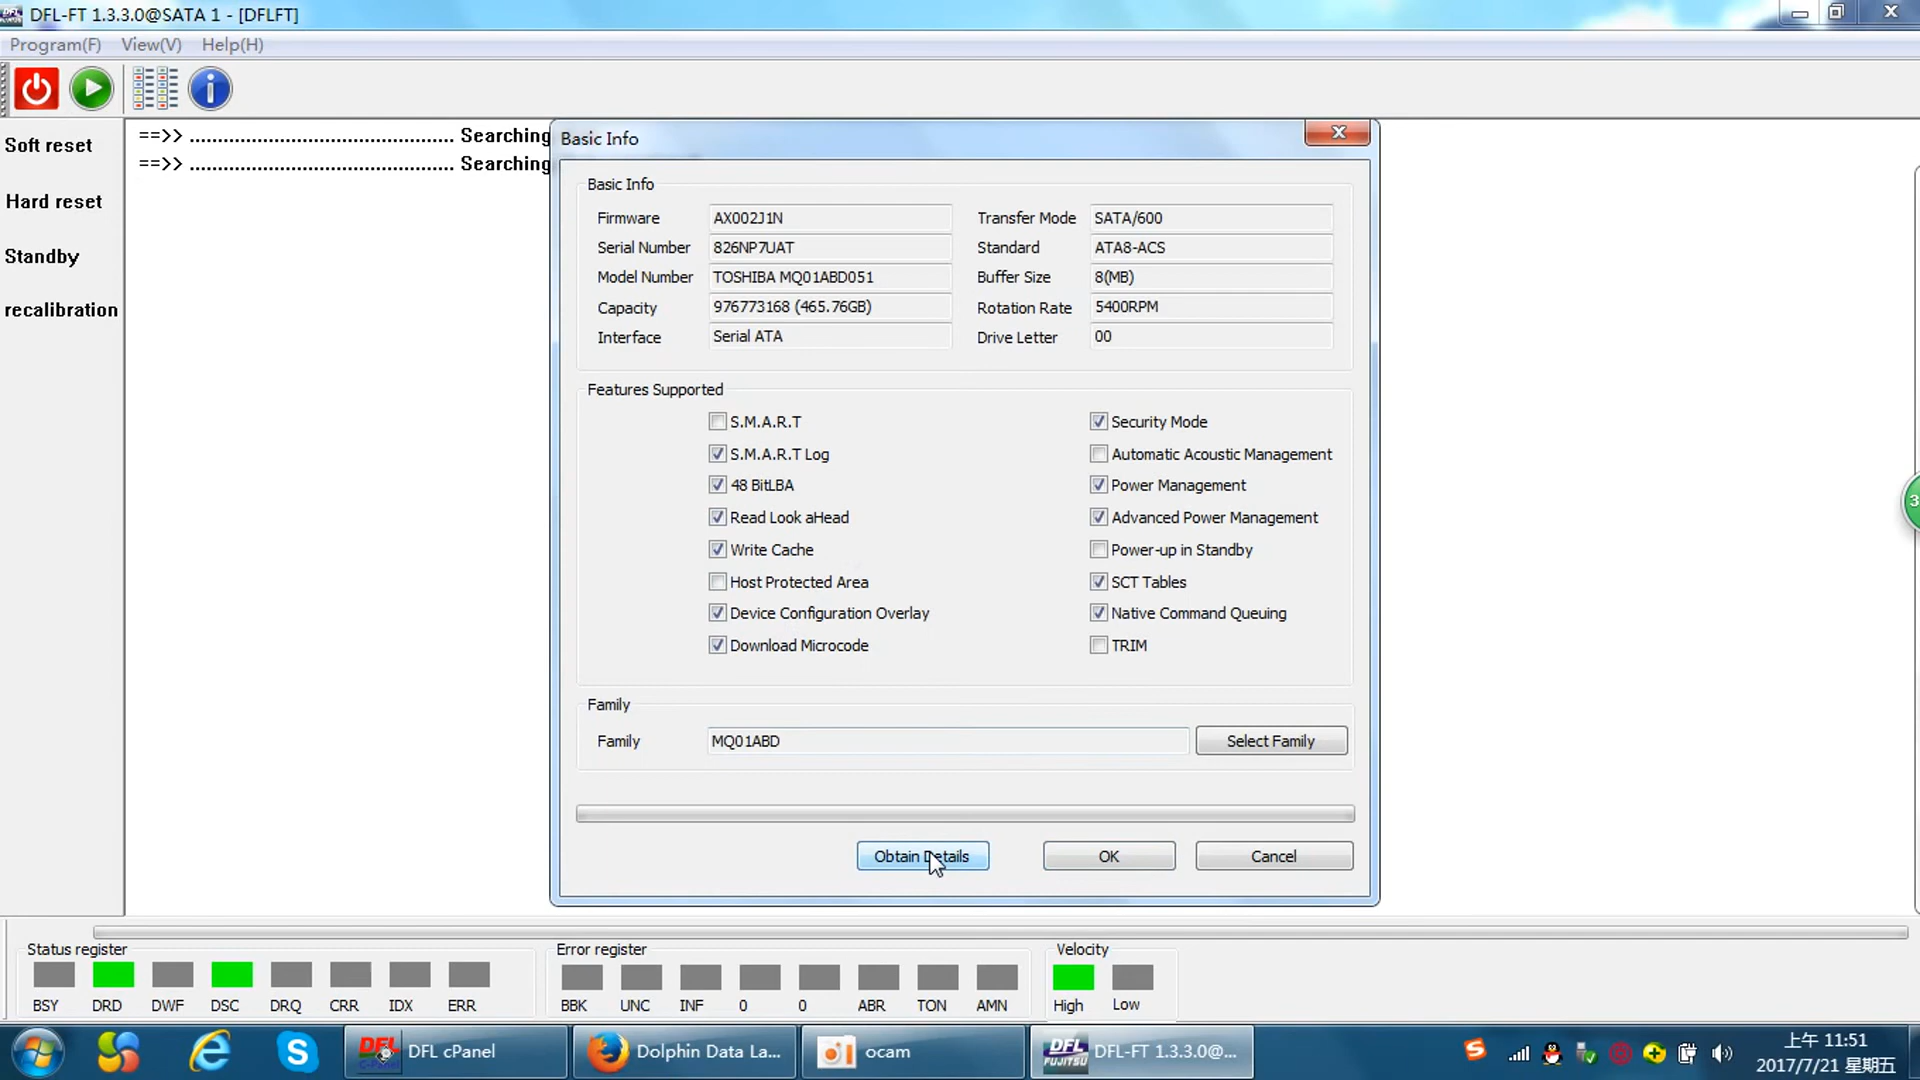 DFL-FT 1.3.3.0@SATA 1 - [DFLFT]
Program(F) View(V) Help(H)
Soft reset
Hard reset
Standby
recalibration
==>> ............................................... Searching
==>> ............................................... Searching
Basic Info
Basic Info
Firmware AX002J1N Transfer Mode SATA/600
Serial Number 826NP7UAT Standard ATA8-ACS
Model Number TOSHIBA MQ01ABD051 Buffer Size 8(MB)
Capacity 976773168 (465.76GB) Rotation Rate 5400RPM
Interface Serial ATA Drive Letter 00
Features Supported
S.M.A.R.T Security Mode
S.M.A.R.T Log Automatic Acoustic Management
48 BitLBA Power Management
Read Look aHead Advanced Power Management
Write Cache Power-up in Standby
Host Protected Area SCT Tables
Device Configuration Overlay Native Command Queuing
Download Microcode TRIM
Family
Family MQ01ABD Select Family
Obtain Details OK Cancel
3
Status register Error register Velocity
BSY DRD DWF DSC DRQ CRR IDX ERR BBK UNC INF 0 0 ABR TON AMN High Low
DFL cPanel Dolphin Data La... ocam DFL-FT 1.3.3.0@...
DFL
FUJITSU
上午 11:51
2017/7/21 星期五